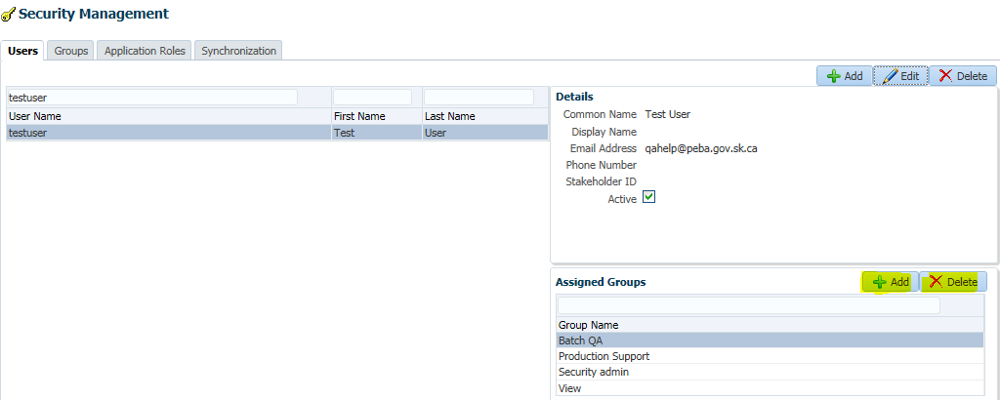 Security Management
Users Groups Application Roles Synchronization
Add Edit Delete
testuser
User Name First Name Last Name
testuser Test User
Details
Common Name Test User
Display Name
Email Address qahelp@peba.gov.sk.ca
Phone Number
Stakeholder ID
Active
Assigned Groups Add Delete
Group Name
Batch QA
Production Support
Security admin
View